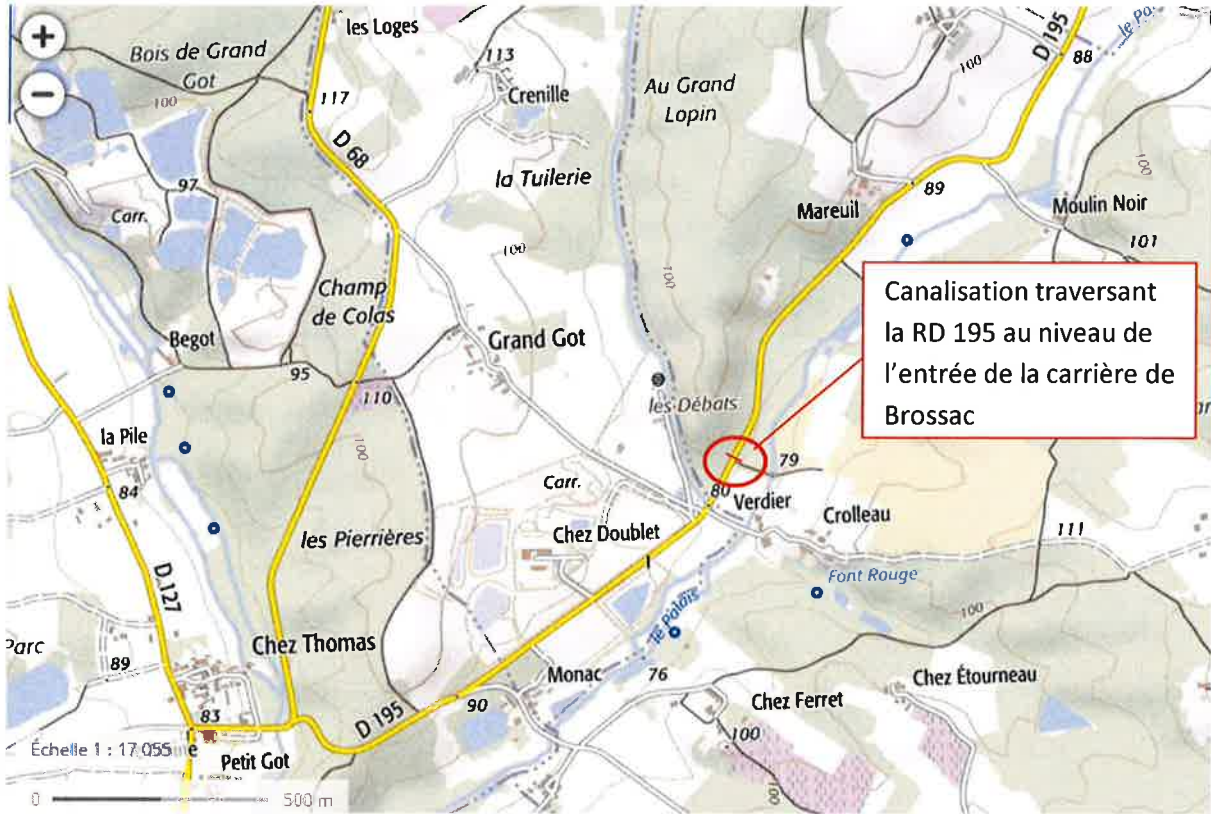 +
−
les Loges
Bois de Grand
Got
100
117
113
Crenille
D 68
la Tuilerie
100
97
Carr.
Champ
de Colas
Begot
95
110
100
Grand Got
Au Grand
Lopin
100
100
les Débats
D 195
88
100
89
Mareuil
Moulin Noir
100
101
Canalisation traversant
la RD 195 au niveau de
l'entrée de la carrière de
Brossac
79
80
Verdier
Crolleau
111
Font Rouge
100
la Pile
84
les Pierrières
Carr.
Chez Doublet
D.127
Chez Thomas
Parc
89
le Palais
Monac
76
90
D 195
Chez Ferret
100
100
Chez Étourneau
83
Échelle 1 : 17 055
Petit Got
0
500 m